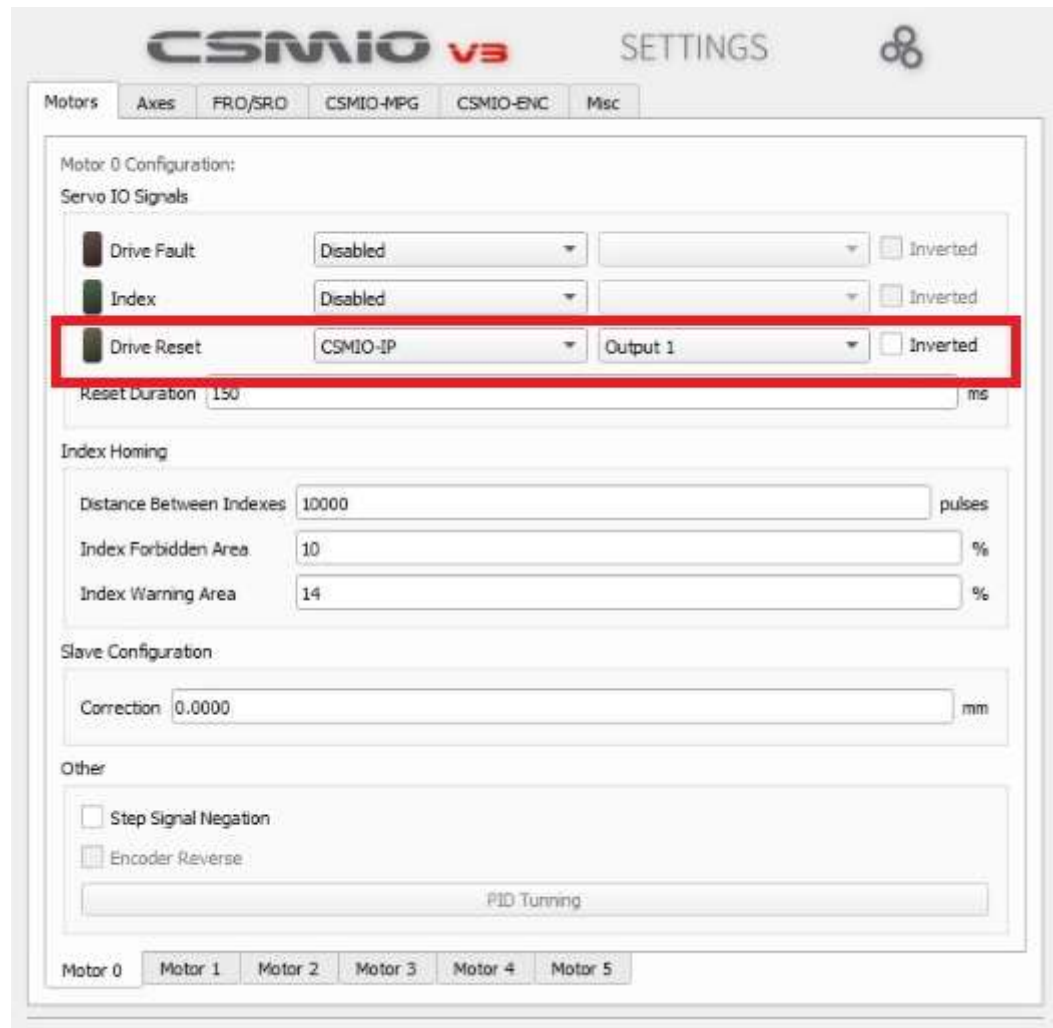 CSMIO V3 SETTINGS
Motors Axes FRO/SRO CSMIO-MPG CSMIO-ENC Misc
Motor 0 Configuration:
Servo IO Signals
Drive Fault Disabled Inverted
Index Disabled Inverted
Drive Reset CSMIO-IP Output 1 Inverted
Reset Duration 150 ms
Index Homing
Distance Between Indexes 10000 pulses
Index Forbidden Area 10 %
Index Warning Area 14 %
Slave Configuration
Correction 0.0000 mm
Other
Step Signal Negation
Encoder Reverse
PID Tunning
Motor 0 Motor 1 Motor 2 Motor 3 Motor 4 Motor 5